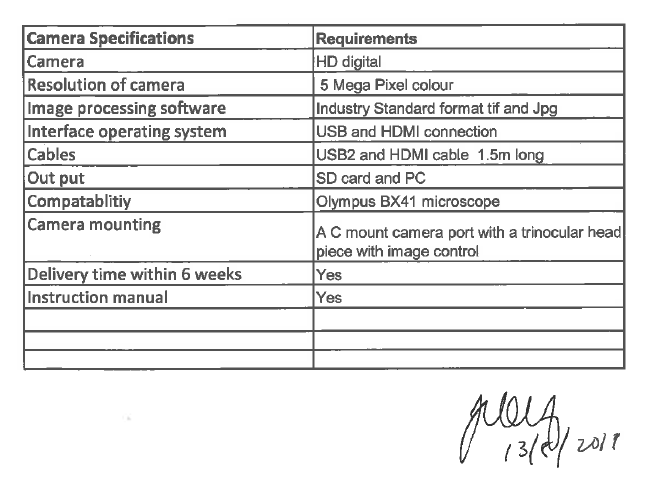 Camera Specifications Requirements
Camera HD digital
Resolution of camera 5 Mega Pixel colour
Image processing software Industry Standard format tif and Jpg
Interface operating system USB and HDMI connection
Cables USB2 and HDMI cable 1.5m long
Out put SD card and PC
Compatablitiy Olympus BX41 microscope
Camera mounting A C mount camera port with a trinocular head
piece with image control
Delivery time within 6 weeks Yes
Instruction manual Yes